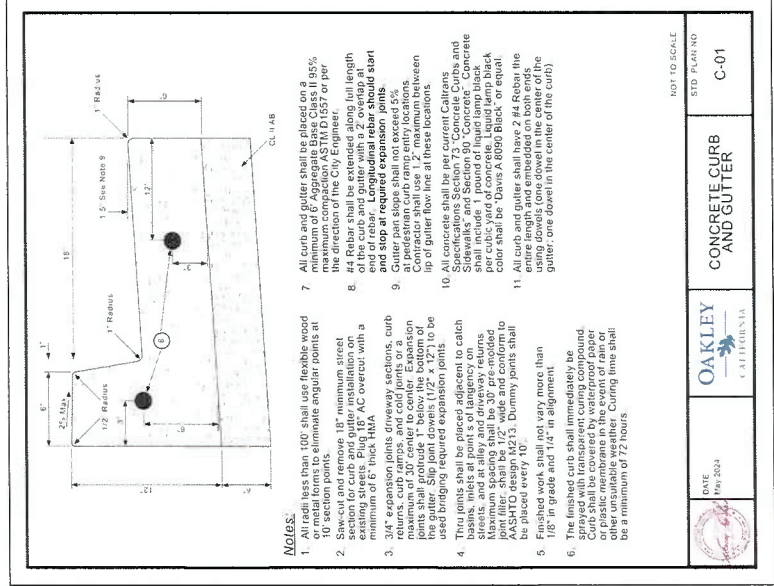 6"
1"
18"
2% Max
1.5" See Note 9
1" Radius
1/2" Radius
1" Radius
12"
6"
3"
6
3"
6"
CL II AB
Notes:
1. All radii less than 100' shall use flexible wood
or metal forms to eliminate angular points at
10' section points.
2. Saw-cut and remove 18" minimum street
section for curb and gutter installation on
existing streets. Plug 18" AC overcut with a
minimum of 6" thick HMA
3. 3/4" expansion joints driveway sections, curb
returns, curb ramps, and cold joints or a
maximum of 30' center to center. Expansion
joints shall protrude 1" below the bottom of
the gutter. Slip joint dowels (1/2" x 12") to be
used bridging required expansion joints
4. Thru joints shall be placed adjacent to catch
basins, inlets at point s of tangency on
streets, and at alley and driveway returns
Maximum spacing shall be 30' pre-molded
joint filler, shall be 1/2" wide and conform to
AASHTO design M213. Dummy joints shall
be placed every 10'.
5 Finished work shall not vary more than
1/8" in grade and 1/4" in alignment
6. The finished curb shall immediately be
sprayed with transparent curing compound.
Curb shall be covered by waterproof paper
or plastic membrane in the event of rain or
other unsuitable weather. Curing time shall
be a minimum of 72 hours
7 All curb and gutter shall be placed on a
minimum of 6" Aggregate Base Class II 95%
maximum compaction ASTM D1557 or per
the direction of the City Engineer.
8. #4 Rebar shall be extended along full length
of the curb and gutter with a 2' overlap at
end of rebar. Longitudinal rebar should start
and stop at required expansion joints.
9. Gutter pan slope shall not exceed 5%
at pedestrian curb ramp entry locations.
Contractor shall use 1.2" maximum between
lip of gutter flow line at these locations
10. All concrete shall be per current Caltrans
Specifications Section 73 "Concrete Curbs and
Sidewalks" and Section 90 "Concrete" Concrete
shall include 1 pound of liquid lamp black
per cubic yard of concrete. Liquid lamp black
color shall be "Davis A 8090 Black" or equal.
11. All curb and gutter shall have 2 #4 Rebar the
entire length and embedded on both ends
using dowels (one dowel in the center of the
gutter; one dowel in the center of the curb)
NOT TO SCALE
DATE
May 2024
OAKLEY
CALIFORNIA
CONCRETE CURB
AND GUTTER
STD PLAN NO
C-01